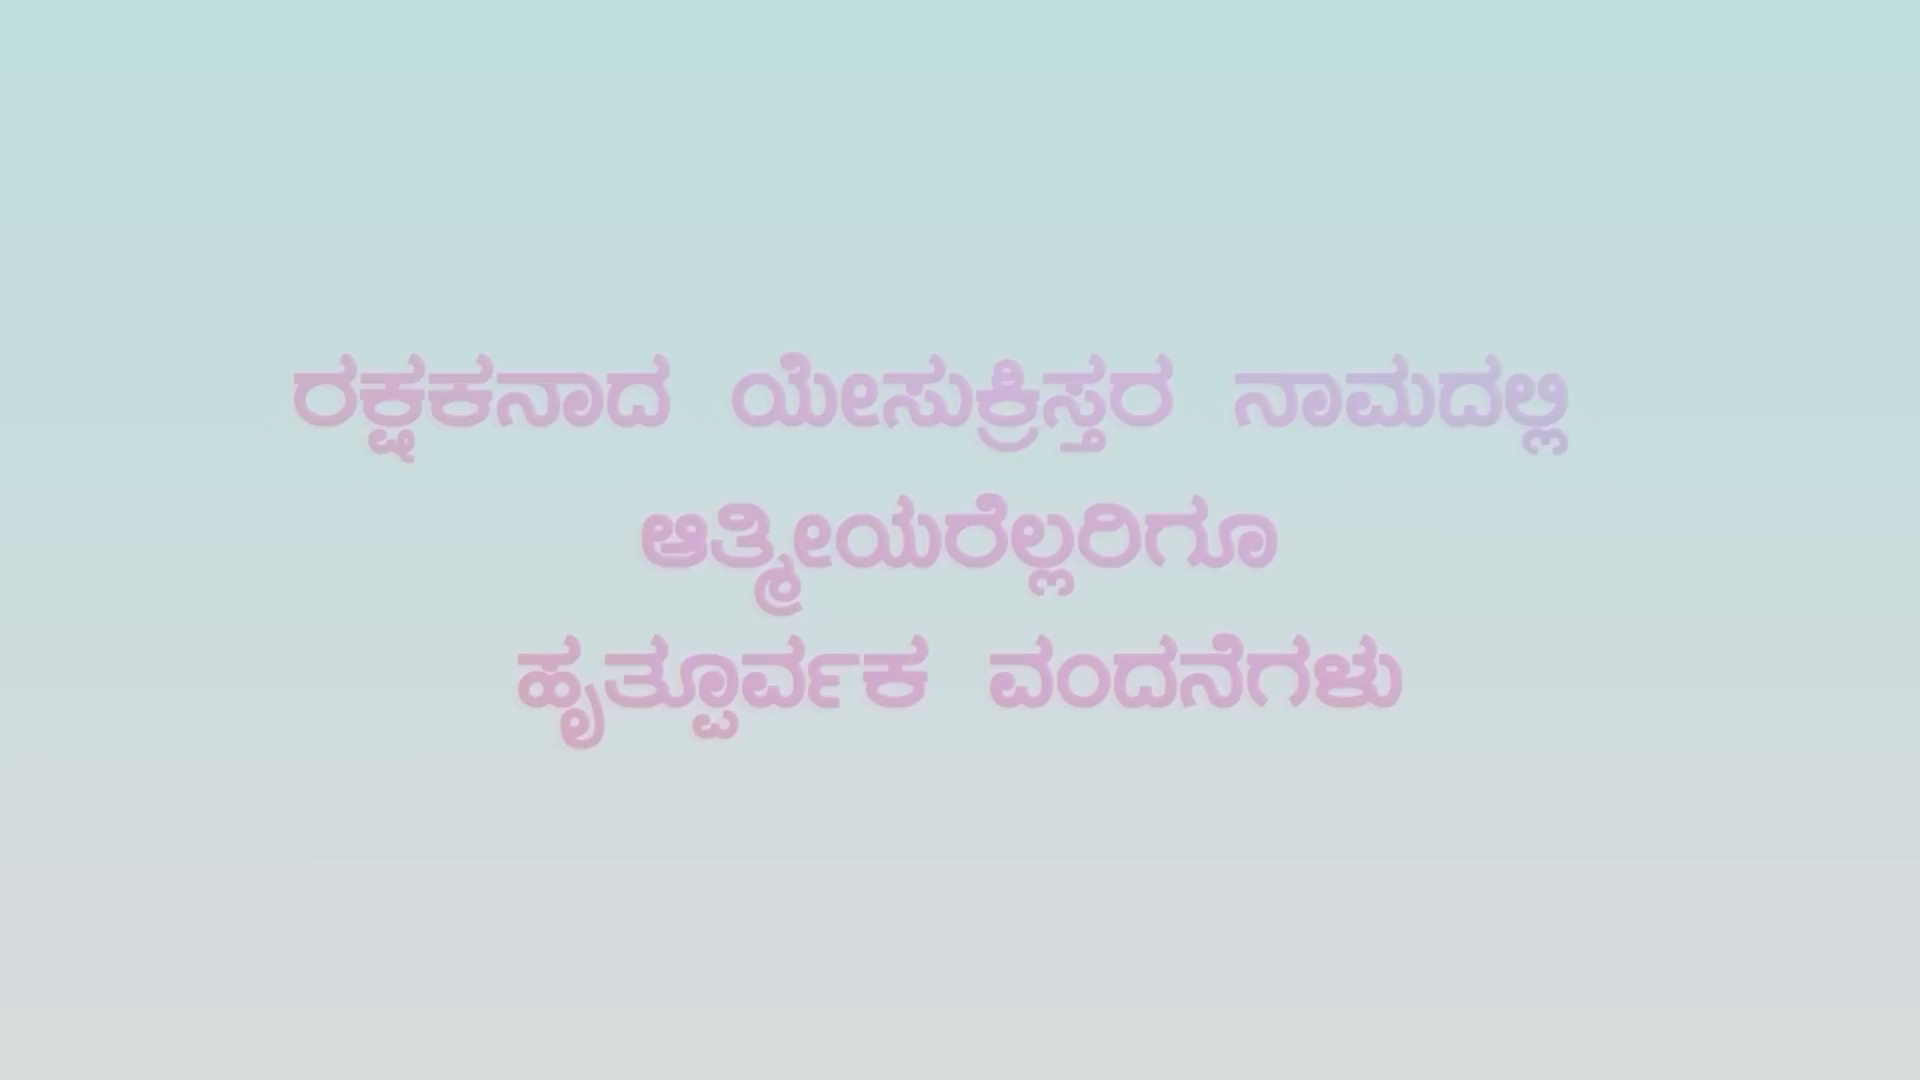 ರಕ್ಷಕನಾದ ಯೇಸುಕ್ರಿಸ್ತರ ನಾಮದಲ್ಲಿ
ಆತ್ಮೀಯರೆಲ್ಲರಿಗೂ
ಹೃತ್ಪೂರ್ವಕ ವಂದನೆಗಳು